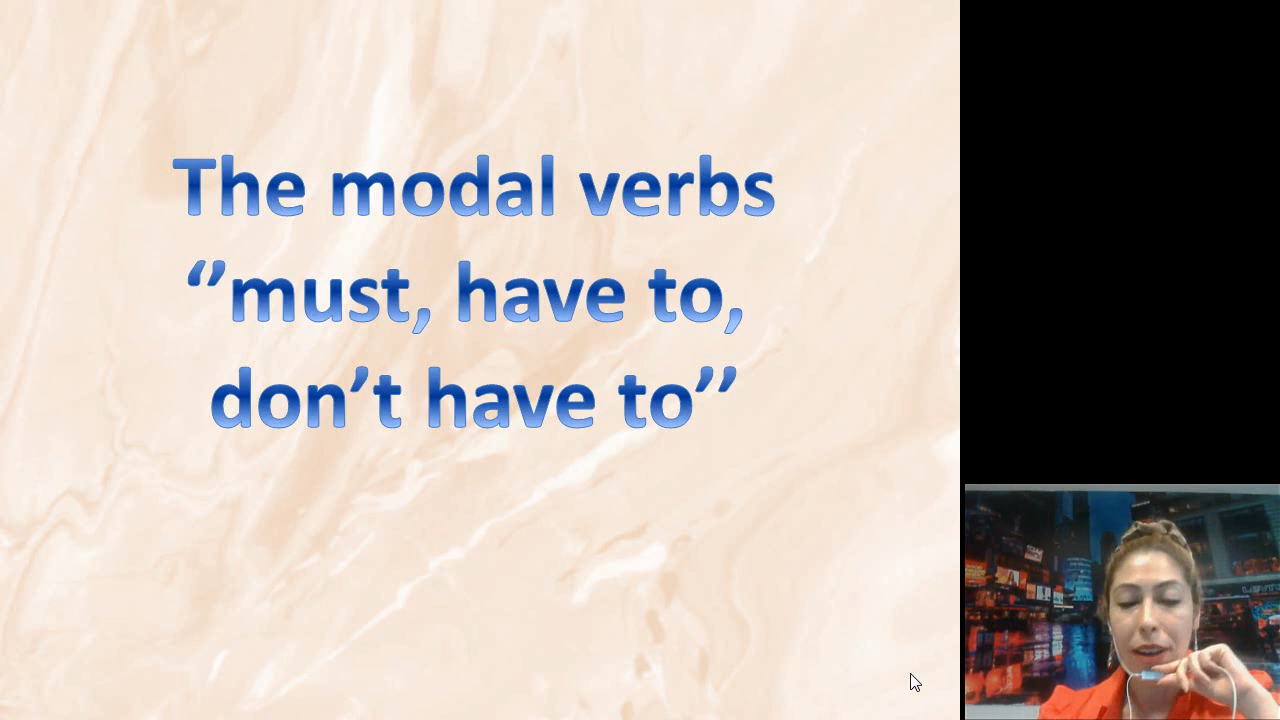 The modal verbs
‘’must, have to,
don’t have to’’